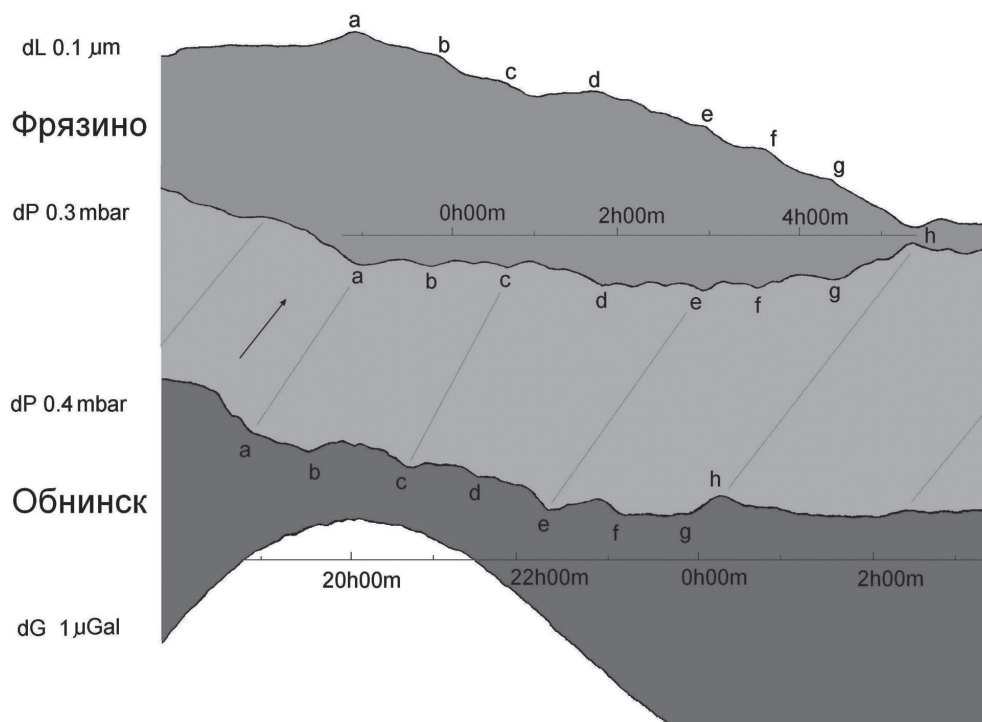 a
dL 0.1 µm
b
c
d
Фрязино
e
f
g
dP 0.3 mbar
0h00m 2h00m 4h00m
h
a b c d e f g
dP 0.4 mbar
a b c d e f g h
Обнинск
20h00m 22h00m 0h00m 2h00m
dG 1 µGal